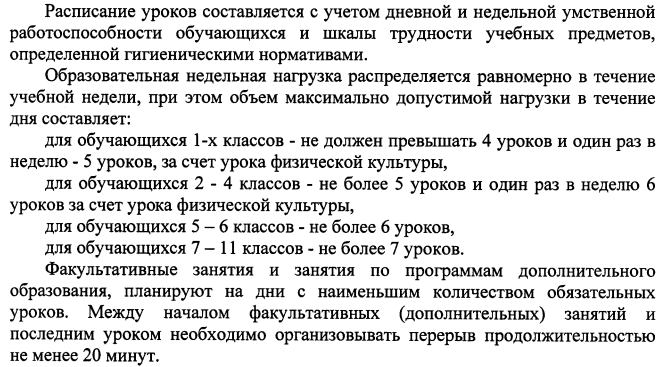 Расписание уроков составляется с учетом дневной и недельной умственной
работоспособности обучающихся и шкалы трудности учебных предметов,
определенной гигиеническими нормативами.
Образовательная недельная нагрузка распределяется равномерно в течение
учебной недели, при этом объем максимально допустимой нагрузки в течение
дня составляет:
для обучающихся 1-х классов - не должен превышать 4 уроков и один раз в
неделю - 5 уроков, за счет урока физической культуры,
для обучающихся 2 - 4 классов - не более 5 уроков и один раз в неделю 6
уроков за счет урока физической культуры,
для обучающихся 5 – 6 классов - не более 6 уроков,
для обучающихся 7 – 11 классов - не более 7 уроков.
Факультативные занятия и занятия по программам дополнительного
образования, планируют на дни с наименьшим количеством обязательных
уроков. Между началом факультативных (дополнительных) занятий и
последним уроком необходимо организовывать перерыв продолжительностью
не менее 20 минут.